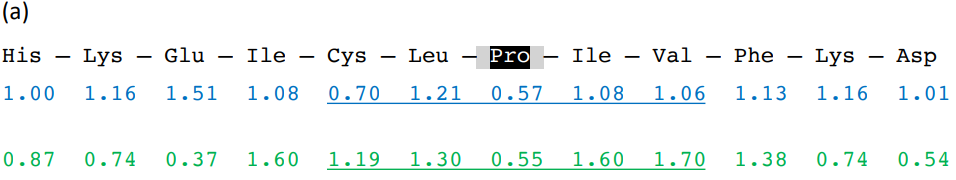 (a)
His — Lys — Glu — Ile — Cys — Leu — Pro — Ile — Val — Phe — Lys — Asp
1.00 1.16 1.51 1.08 0.70 1.21 0.57 1.08 1.06 1.13 1.16 1.01
0.87 0.74 0.37 1.60 1.19 1.30 0.55 1.60 1.70 1.38 0.74 0.54